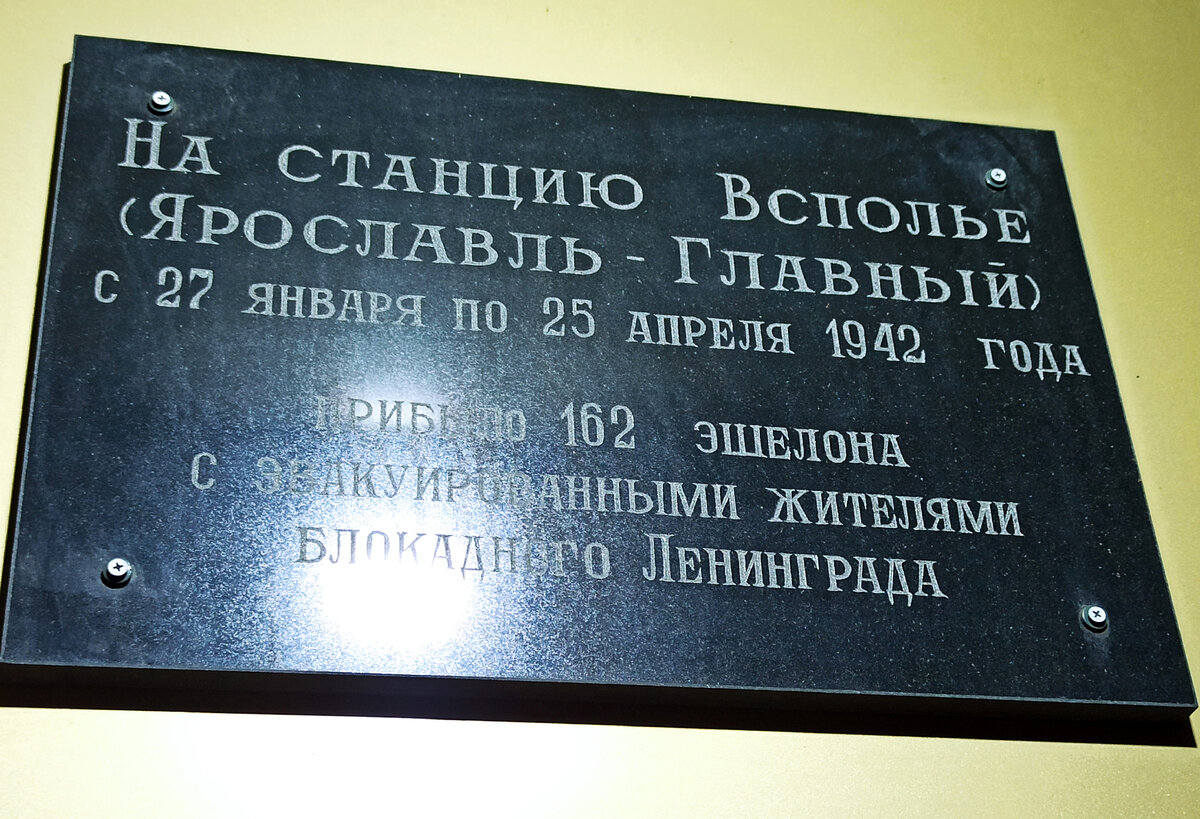 На станцию Всполье
(Ярославль - Главный)
с 27 января по 25 апреля 1942 года
прибыло 162 эшелона
с эвакуированными жителями
блокадного Ленинграда